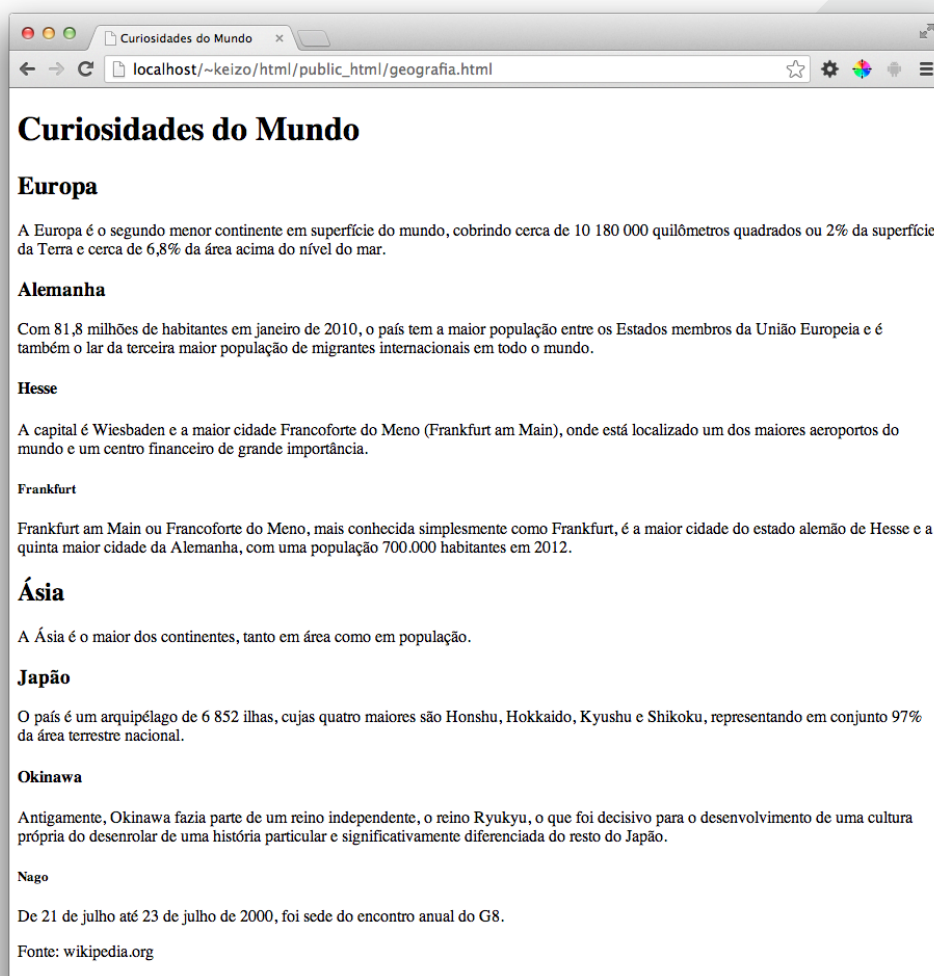 Curiosidades do Mundo
localhost/~keizo/html/public_html/geografia.html
Curiosidades do Mundo
Europa
A Europa é o segundo menor continente em superfície do mundo, cobrindo cerca de 10 180 000 quilômetros quadrados ou 2% da superfície
da Terra e cerca de 6,8% da área acima do nível do mar.
Alemanha
Com 81,8 milhões de habitantes em janeiro de 2010, o país tem a maior população entre os Estados membros da União Europeia e é
também o lar da terceira maior população de migrantes internacionais em todo o mundo.
Hesse
A capital é Wiesbaden e a maior cidade Francoforte do Meno (Frankfurt am Main), onde está localizado um dos maiores aeroportos do
mundo e um centro financeiro de grande importância.
Frankfurt
Frankfurt am Main ou Francoforte do Meno, mais conhecida simplesmente como Frankfurt, é a maior cidade do estado alemão de Hesse e a
quinta maior cidade da Alemanha, com uma população 700.000 habitantes em 2012.
Ásia
A Ásia é o maior dos continentes, tanto em área como em população.
Japão
O país é um arquipélago de 6 852 ilhas, cujas quatro maiores são Honshu, Hokkaido, Kyushu e Shikoku, representando em conjunto 97%
da área terrestre nacional.
Okinawa
Antigamente, Okinawa fazia parte de um reino independente, o reino Ryukyu, o que foi decisivo para o desenvolvimento de uma cultura
própria do desenrolar de uma história particular e significativamente diferenciada do resto do Japão.
Nago
De 21 de julho até 23 de julho de 2000, foi sede do encontro anual do G8.
Fonte: wikipedia.org